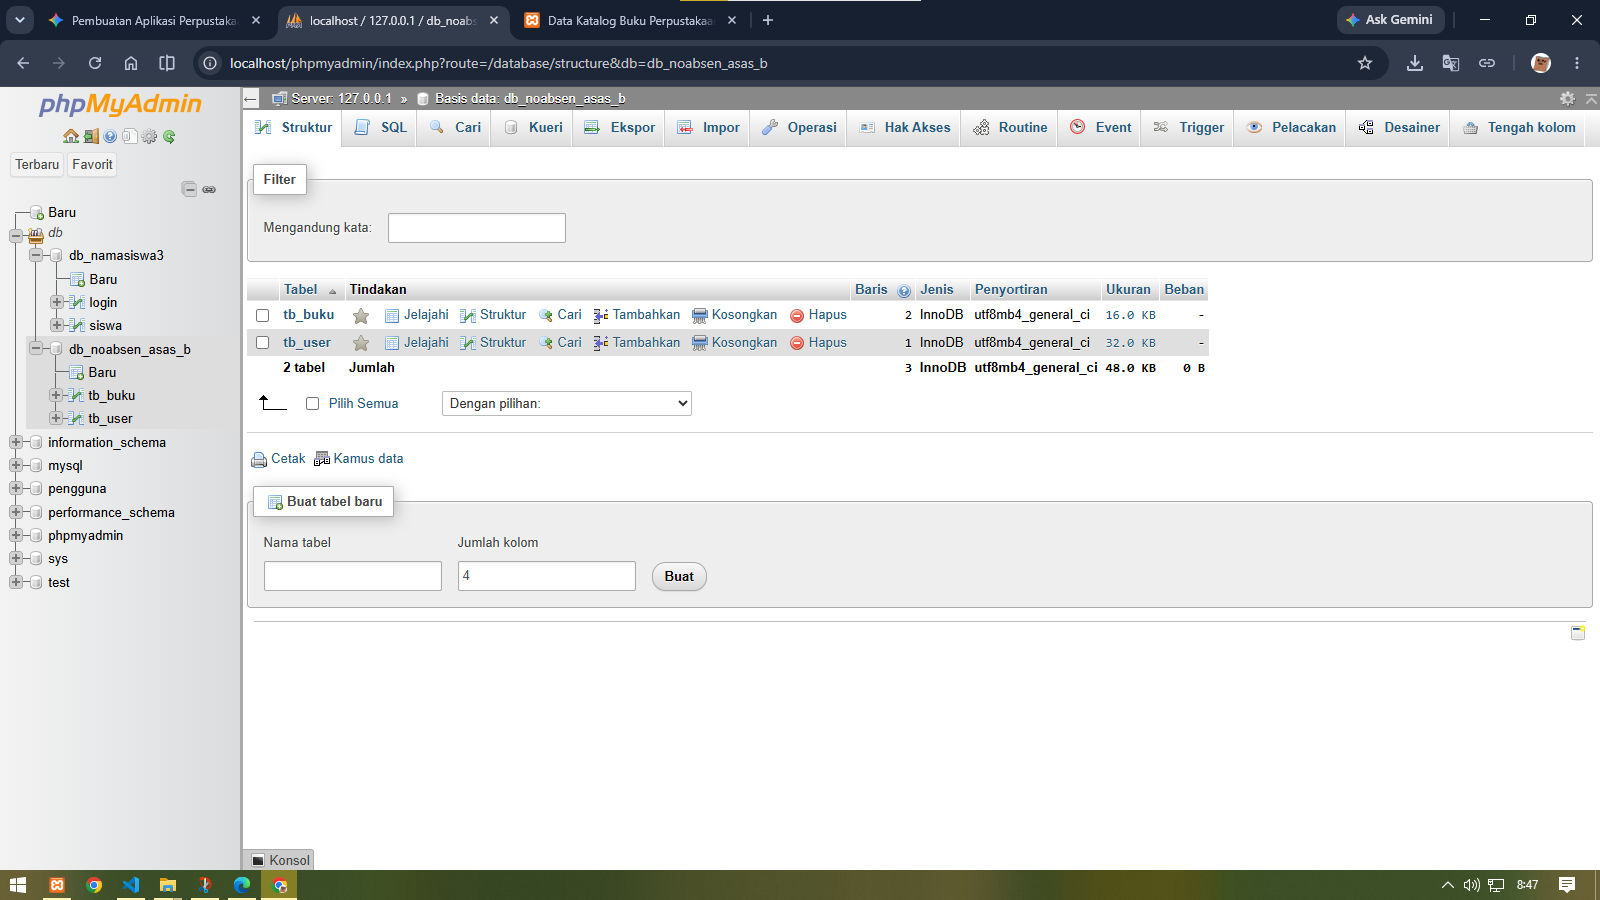 Pembuatan Aplikasi Perpustaka
localhost / 127.0.0.1 / db_noabs
Data Katalog Buku Perpustakaa
Ask Gemini
localhost/phpmyadmin/index.php?route=/database/structure&db=db_noabsen_asas_b
phpMyAdmin
Terbaru Favorit
Baru
db
db_namasiswa3
Baru
login
siswa
db_noabsen_asas_b
Baru
tb_buku
tb_user
information_schema
mysql
pengguna
performance_schema
phpmyadmin
sys
test
Server: 127.0.0.1 » Basis data: db_noabsen_asas_b
Struktur SQL Cari Kueri Ekspor Impor Operasi Hak Akses Routine Event Trigger Pelacakan Desainer Tengah kolom
Filter
Mengandung kata:
Tabel Tindakan Baris Jenis Penyortiran Ukuran Beban
tb_buku Jelajahi Struktur Cari Tambahkan Kosongkan Hapus 2 InnoDB utf8mb4_general_ci 16.0 KB -
tb_user Jelajahi Struktur Cari Tambahkan Kosongkan Hapus 1 InnoDB utf8mb4_general_ci 32.0 KB -
2 tabel Jumlah 3 InnoDB utf8mb4_general_ci 48.0 KB 0 B
Pilih Semua Dengan pilihan:
Cetak Kamus data
Buat tabel baru
Nama tabel Jumlah kolom
4 Buat
Konsol
8:47